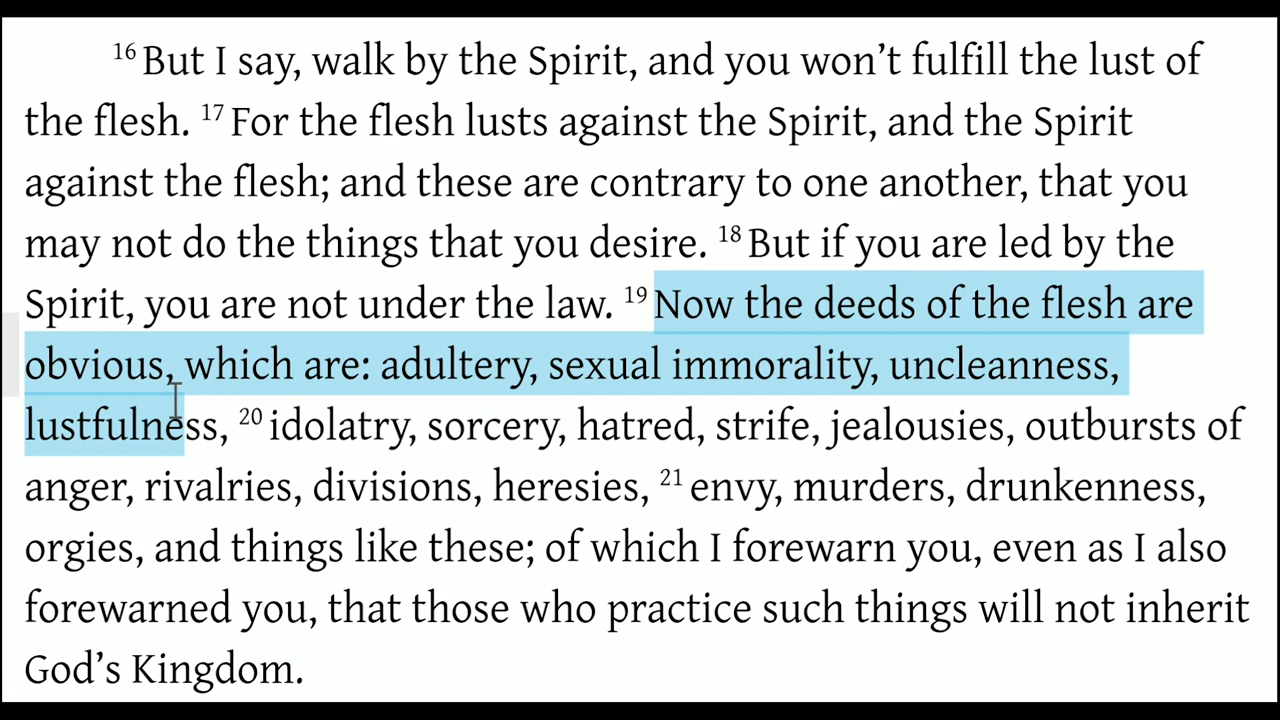 16 But I say, walk by the Spirit, and you won’t fulfill the lust of
the flesh. 17 For the flesh lusts against the Spirit, and the Spirit
against the flesh; and these are contrary to one another, that you
may not do the things that you desire. 18 But if you are led by the
Spirit, you are not under the law. 19 Now the deeds of the flesh are
obvious, which are: adultery, sexual immorality, uncleanness,
lustfulness, 20 idolatry, sorcery, hatred, strife, jealousies, outbursts of
anger, rivalries, divisions, heresies, 21 envy, murders, drunkenness,
orgies, and things like these; of which I forewarn you, even as I also
forewarned you, that those who practice such things will not inherit
God’s Kingdom.